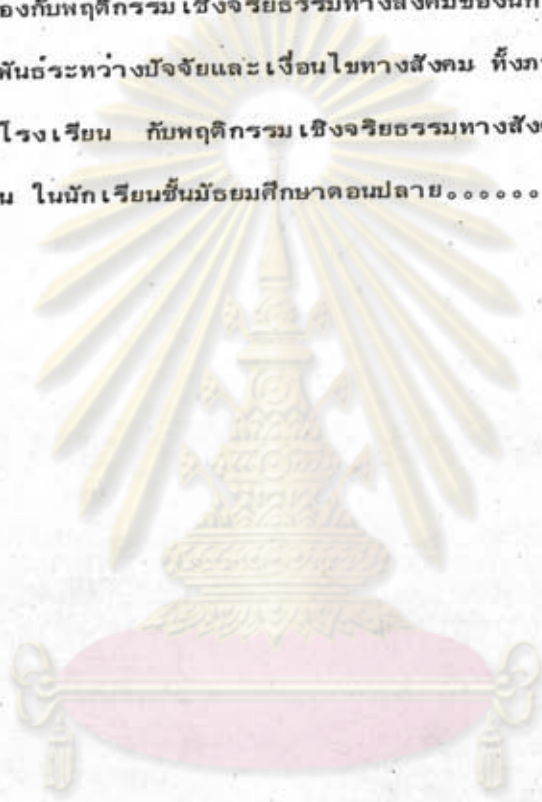 องกับพฤติกรรมเชิงจริยธรรมทางสังคมของนัก
พันธ์ระหว่างปัจจัยและเงื่อนไขทางสังคม ทั้งภา
โรงเรียน กับพฤติกรรมเชิงจริยธรรมทางสัง
น ในนักเรียนชั้นมัธยมศึกษาตอนปลาย.......